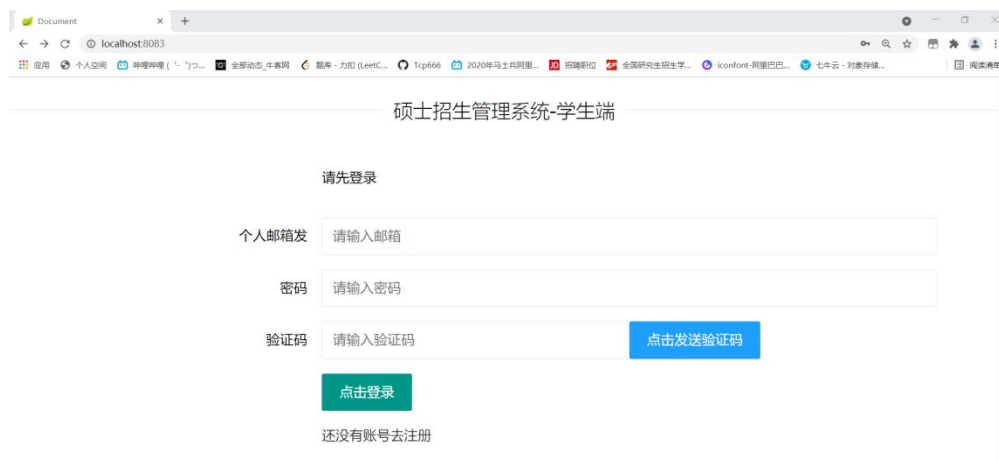 Document
localhost:8083
应用 个人空间 哔哩哔哩 ( ゜- ゜)つ... 全部动态_牛客网 题库 - 力扣 (LeetC... Tcp666 2020年马士兵阿里... 招聘职位 全国研究生招生学... iconfont-阿里巴巴... 七牛云 - 对象存储... 阅读清单
硕士招生管理系统-学生端
请先登录
个人邮箱发 请输入邮箱
密码 请输入密码
验证码 请输入验证码 点击发送验证码
点击登录
还没有账号去注册